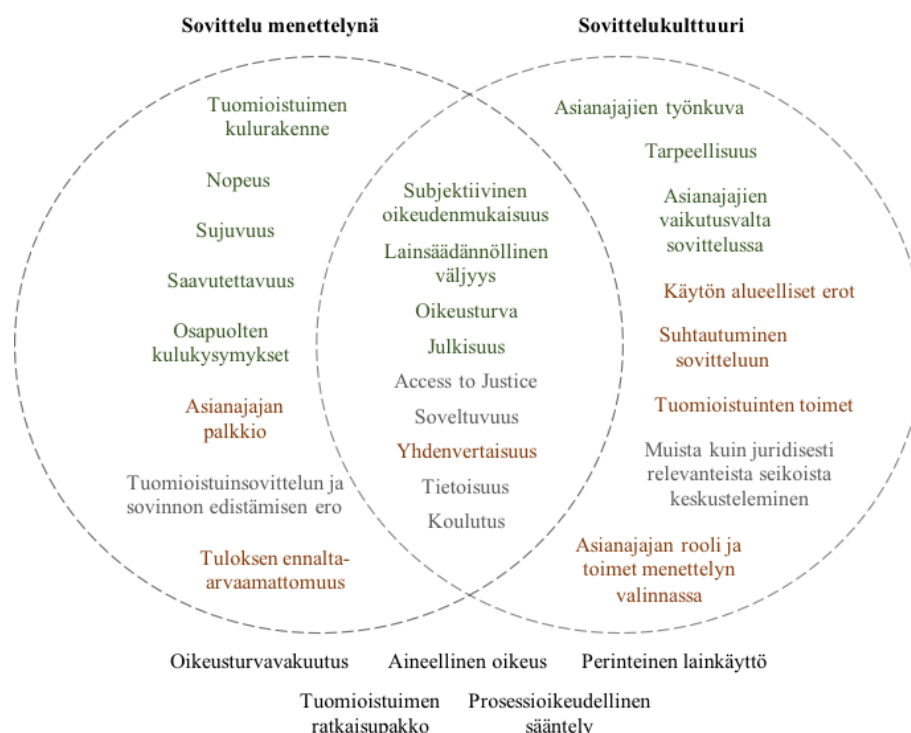 Sovittelu menettelynä
Sovittelukulttuuri
Tuomioistuimen
kulurakenne
Nopeus
Sujuvuus
Saavutettavuus
Osapuolten
kulukysymykset
Asianajajan
palkkio
Tuomioistuinsovittelun ja
sovinnon edistämisen ero
Tuloksen ennalta-
arvaamattomuus
Subjektiivinen
oikeudenmukaisuus
Lainsäädännöllinen
väljyys
Oikeusturva
Julkisuus
Access to Justice
Soveltuvuus
Yhdenvertaisuus
Tietoisuus
Koulutus
Asianajajien työnkuva
Tarpeellisuus
Asianajajien
vaikutusvalta
sovittelussa
Käytön alueelliset erot
Suhtautuminen
sovitteluun
Tuomioistuinten toimet
Muista kuin juridisesti
relevanteista seikoista
keskusteleminen
Asianajajan rooli ja
toimet menettelyn
valinnassa
Oikeusturvavakuutus
Aineellinen oikeus
Perinteinen lainkäyttö
Tuomioistuimen
ratkaisupakko
Prosessioikeudellinen
sääntely